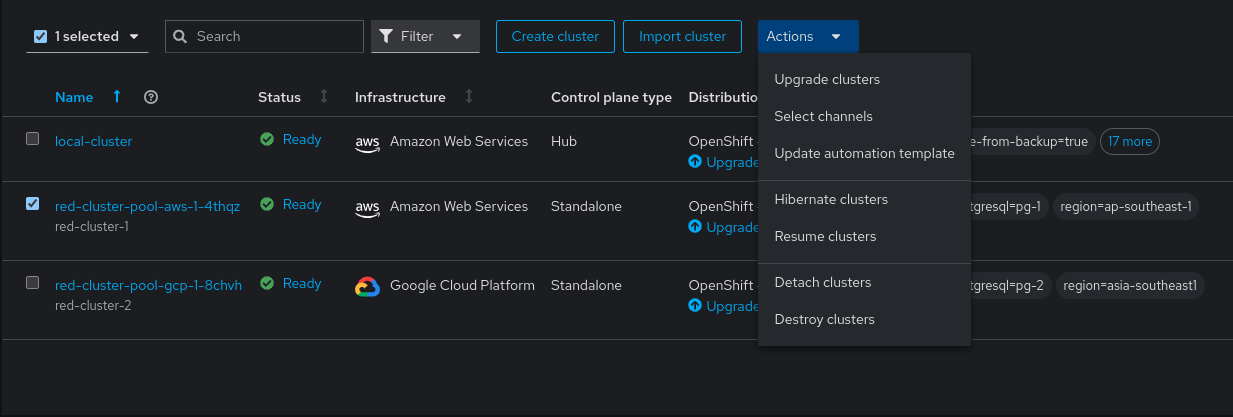 1 selected
Search
Filter
Create cluster
Import cluster
Actions
Upgrade clusters
Select channels
Update automation template
Hibernate clusters
Resume clusters
Detach clusters
Destroy clusters
Name
Status
Infrastructure
Control plane type
local-cluster
Ready
aws
Amazon Web Services
Hub
OpenShift
e-from-backup=true
17 more
Upgrade
red-cluster-pool-aws-1-4thqz
red-cluster-1
Ready
aws
Amazon Web Services
Standalone
OpenShift
tgresql=pg-1
region=ap-southeast-1
Upgrade
red-cluster-pool-gcp-1-8chvh
red-cluster-2
Ready
Google Cloud Platform
Standalone
OpenShift
tgresql=pg-2
region=asia-southeast1
Upgrade